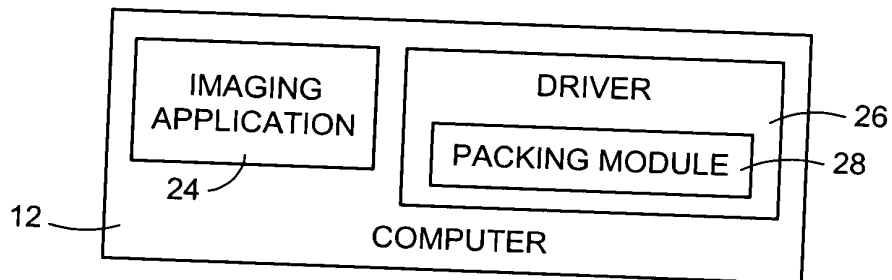 IMAGING
APPLICATION
24
DRIVER
26
PACKING MODULE
28
12
COMPUTER